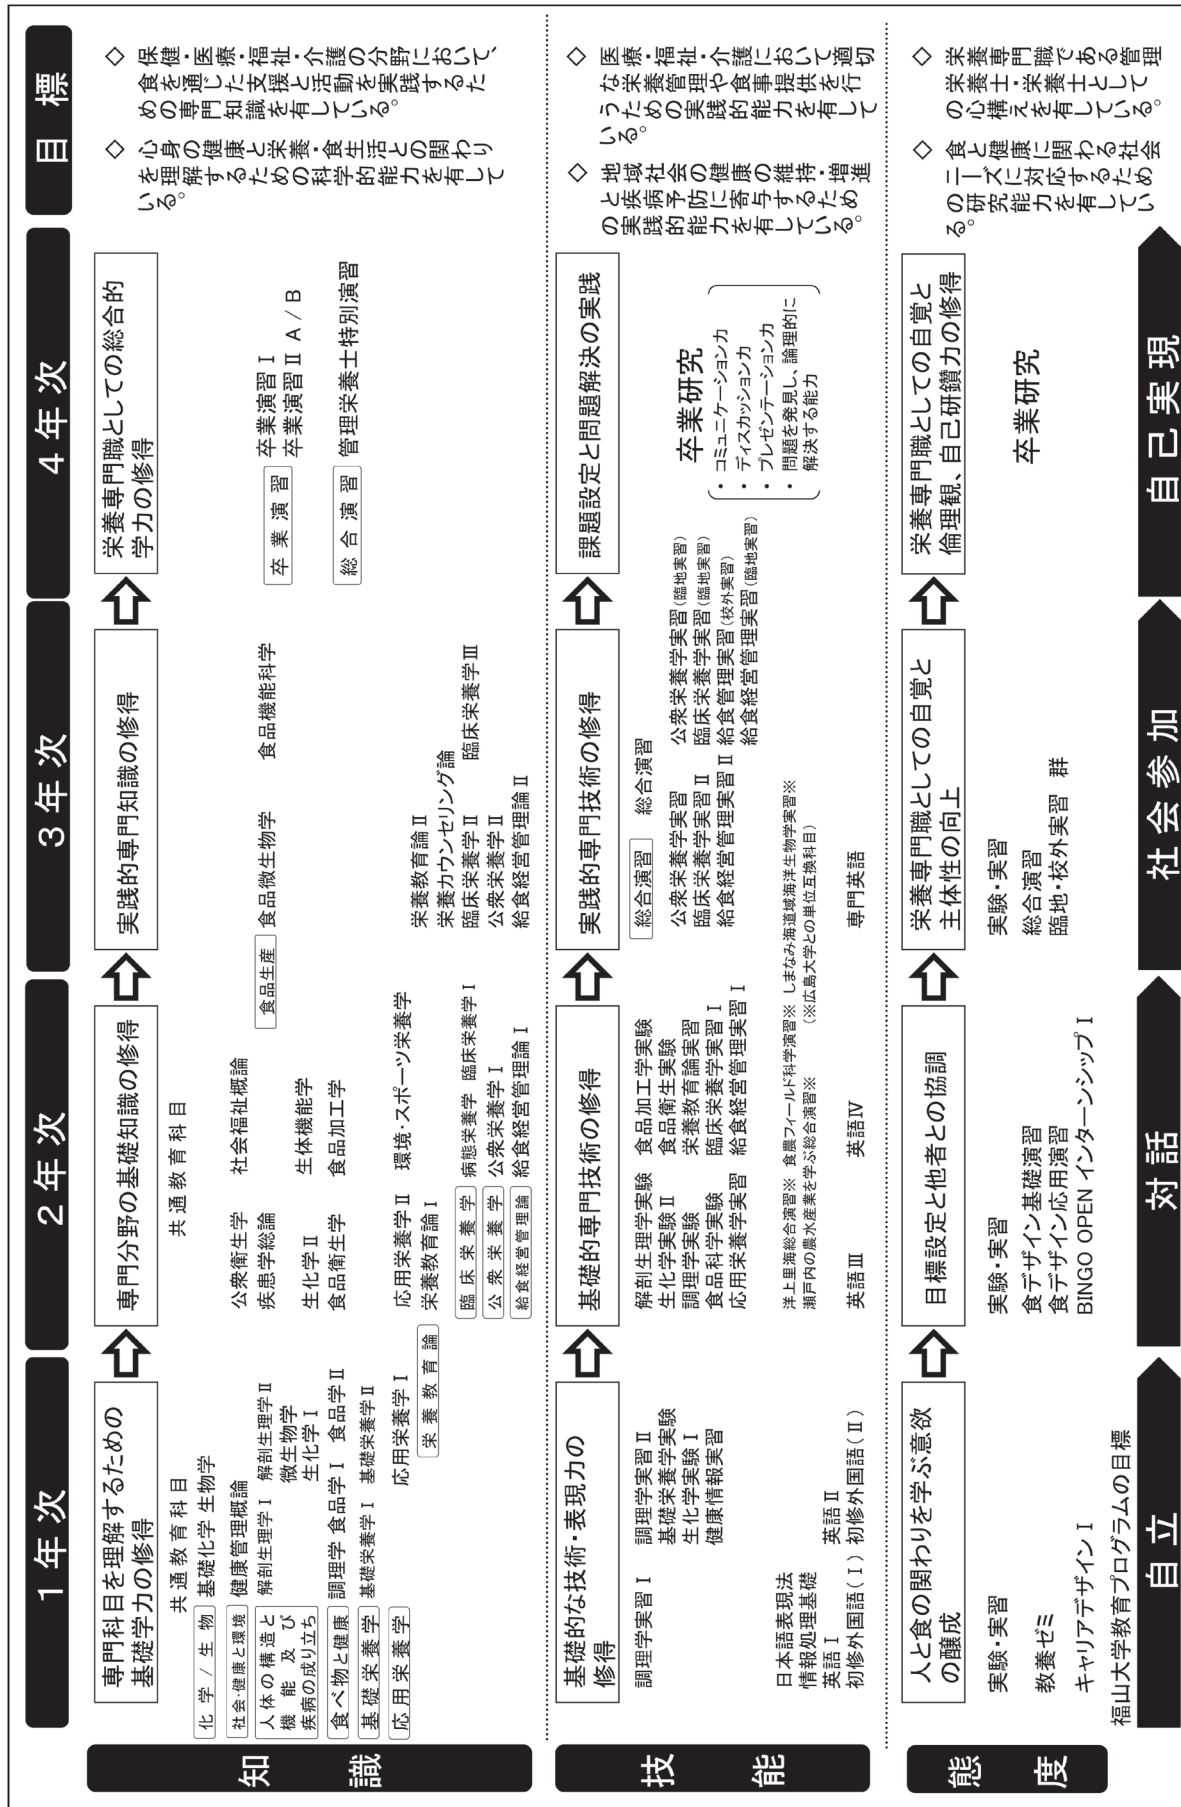 1年次
2年次
3年次
4年次
目標
知識
専門科目を理解するための
基礎学力の修得
専門分野の基礎知識の修得
実践的専門知識の修得
栄養専門職としての総合的
学力の修得
共通教育科目
共通教育科目
化学/生物
基礎化学 生物学
社会・健康と環境
健康管理概論
公衆衛生学
社会福祉概論
人体の構造と
機能及び
疾病の成り立ち
解剖生理学Ⅰ 解剖生理学Ⅱ
微生物学
生化学Ⅰ
疾患学総論
生化学Ⅱ
生体機能学
食品生産
食品微生物学
食品機能科学
食べ物と健康
調理学 食品学Ⅰ 食品学Ⅱ
食品衛生学
食品加工学
基礎栄養学
基礎栄養学Ⅰ 基礎栄養学Ⅱ
応用栄養学
応用栄養学Ⅰ
応用栄養学Ⅱ
環境・スポーツ栄養学
栄養教育論
栄養教育論Ⅰ
栄養教育論Ⅱ
栄養カウンセリング論
臨床栄養学
病態栄養学 臨床栄養学Ⅰ
臨床栄養学Ⅱ
臨床栄養学Ⅲ
公衆栄養学
公衆栄養学Ⅰ
公衆栄養学Ⅱ
給食経営管理論
給食経営管理論Ⅰ
給食経営管理論Ⅱ
卒業演習
卒業演習Ⅰ
卒業演習Ⅱ A/B
総合演習
管理栄養士特別演習
◇ 保健・医療・福祉・介護の分野において、
食を通じた支援と活動を実践するた
めの専門知識を有している。
◇ 心身の健康と栄養・食生活との関わり
を理解するための科学的能力を有して
いる。
技能
基礎的な技術・表現力の
修得
基礎的専門技術の修得
実践的専門技術の修得
課題設定と問題解決の実践
調理学実習Ⅰ
調理学実習Ⅱ
基礎栄養学実験
生化学実験Ⅰ
健康情報実習
日本語表現法
情報処理基礎
英語Ⅰ
英語Ⅱ
初修外国語(Ⅰ) 初修外国語(Ⅱ)
解剖生理学実験
生化学実験Ⅱ
調理学実験
食品科学実験
応用栄養学実習
食品加工学実験
食品衛生実験
栄養教育論実習
臨床栄養学実習Ⅰ
給食経営管理実習Ⅰ
洋上里海総合演習※ 食農フィールド科学演習※ しまなみ海道域海洋生物学実習※
瀬戸内の農水産業を学ぶ総合演習※ (※広島大学との単位互換科目)
英語Ⅲ
英語Ⅳ
専門英語
総合演習
総合演習
公衆栄養学実習
臨床栄養学実習Ⅱ
給食経営管理実習Ⅱ
公衆栄養学実習(臨地実習)
臨床栄養学実習(臨地実習)
給食管理実習(校外実習)
給食経営管理実習(臨地実習)
卒業研究
・コミュニケーション力
・ディスカッション力
・プレゼンテーション力
・問題を発見し、論理的に
解決する能力
◇ 医療・福祉・介護において適切
な栄養管理や食事提供を行
うための実践的能力を有して
いる。
◇ 地域社会の健康の維持・増進
と疾病予防に寄与するため
の実践的能力を有している。
態度
人と食の関わりを学ぶ意欲
の醸成
目標設定と他者との協調
栄養専門職としての自覚と
主体性の向上
栄養専門職としての自覚と
倫理観、自己研鑽力の修得
実験・実習
教養ゼミ
キャリアデザインⅠ
実験・実習
食デザイン基礎演習
食デザイン応用演習
BINGO OPEN インターンシップⅠ
実験・実習
総合演習
臨地・校外実習 群
卒業研究
◇ 栄養専門職である管理
栄養士・栄養士として
の心構えを有している。
◇ 食と健康に関わる社会
ニーズに対応するため
の研究能力を有してい
る。
福山大学教育プログラムの目標
自立
対話
社会参加
自己実現